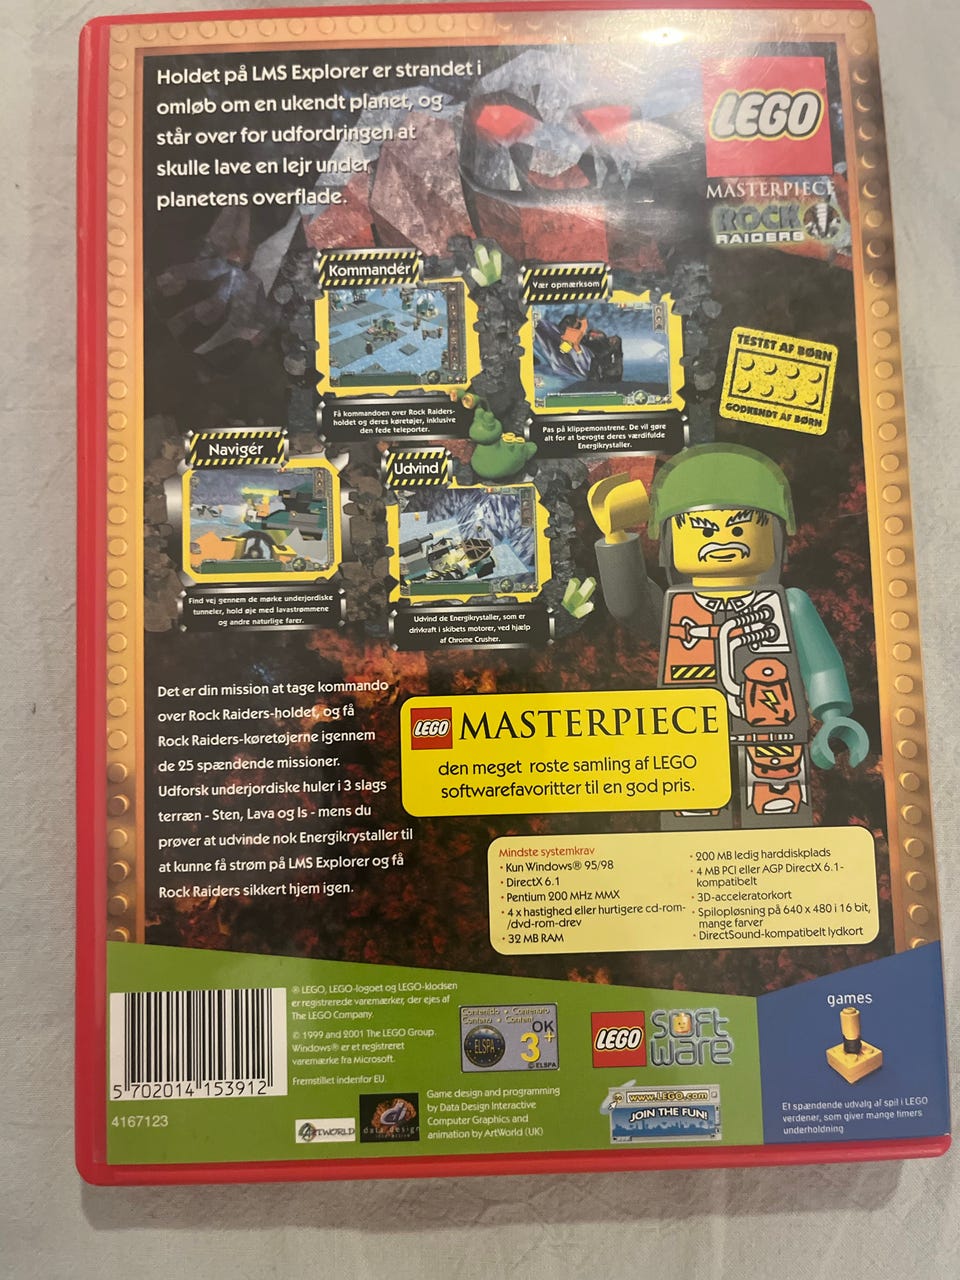 Holdet på LMS Explorer er strandet i
omløb om en ukendt planet, og
står over for udfordringen at
skulle lave en lejr under
planetens overflade.
LEGO
MASTERPIECE
ROCK
RAIDERS
Kommandér
Få kommandoen over Rock Raiders-
holdet og deres køretøjer, inklusive
den fede teleporter.
Vær opmærksom
Pas på klippemonstrene. De vil gøre
alt for at bevogte deres værdifulde
Energikrystaller.
TESTET AF BØRN
GODKENDT AF BØRN
Navigér
Find vej gennem de mørke underjordiske
tunneler, hold øje med lavastrømmene
og andre naturlige farer.
Udvind
Udvind de Energikrystaller, som er
drivkraft i skibets motorer, ved hjælp
af Chrome Crusher.
Det er din mission at tage kommando
over Rock Raiders-holdet, og få
Rock Raiders-køretøjerne igennem
de 25 spændende missioner.
Udforsk underjordiske huler i 3 slags
terræn - Sten, Lava og Is - mens du
prøver at udvinde nok Energikrystaller til
at kunne få strøm på LMS Explorer og få
Rock Raiders sikkert hjem igen.
LEGO MASTERPIECE
den meget roste samling af LEGO
softwarefavoritter til en god pris.
Mindste systemkrav
• Kun Windows® 95/98
• DirectX 6.1
• Pentium 200 MHz MMX
• 4 x hastighed eller hurtigere cd-rom-
/dvd-rom-drev
• 32 MB RAM
• 200 MB ledig harddiskplads
• 4 MB PCI eller AGP DirectX 6.1-
kompatibelt
• 3D-acceleratorkort
• Spilopløsning på 640 x 480 i 16 bit,
mange farver
• DirectSound-kompatibelt lydkort
5 702014 153912
4167123
® LEGO, LEGO-logoet og LEGO-klodsen
er registrerede varemærker, der ejes af
The LEGO Company.
© 1999 and 2001 The LEGO Group.
Windows® er et registreret
varemærke fra Microsoft.
Fremstillet indenfor EU.
ARTWORLD
data design
interactive
Game design and programming
by Data Design Interactive
Computer Graphics and
animation by ArtWorld (UK)
Contenido • Contenuto
Contenu • Content
ELSPA
OK
3+
© ELSPA
LEGO
SOFT
WARE
www.LEGO.com
JOIN THE FUN!
games
Et spændende udvalg af spil i LEGO
verdener, som giver mange timers
underholdning